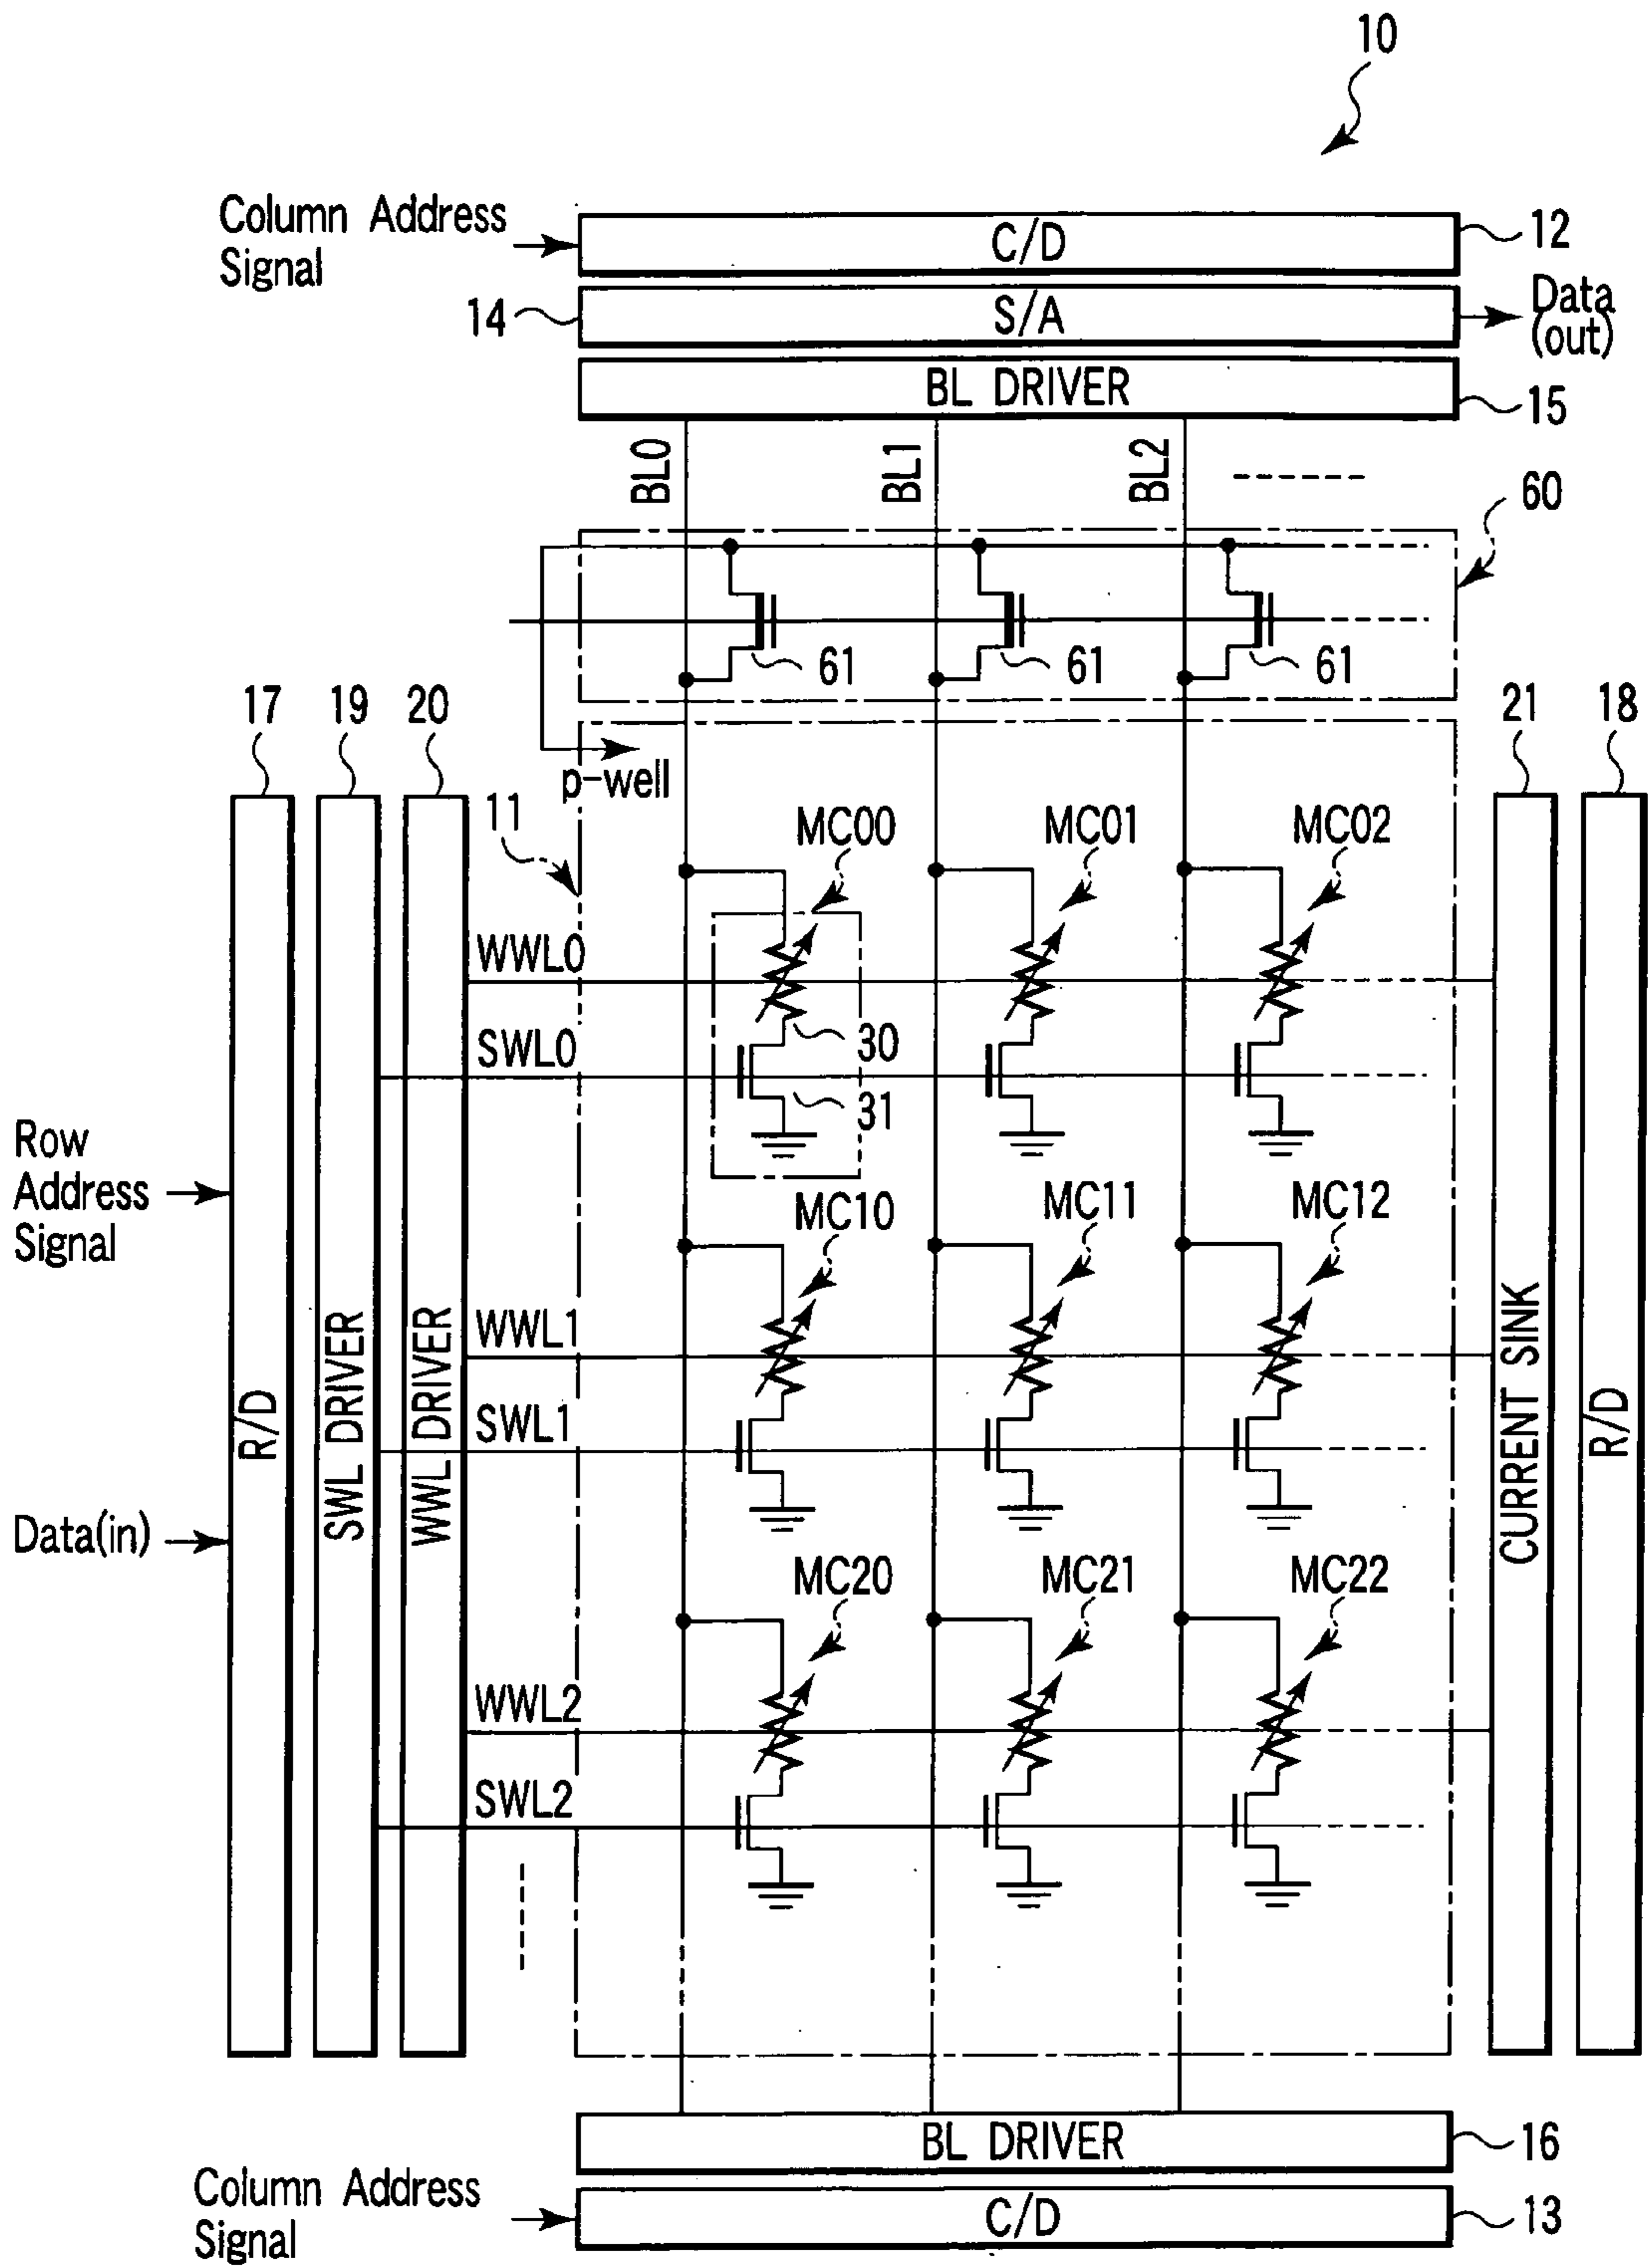 10
Column Address
Signal
C/D
12
14
S/A
Data
(out)
BL DRIVER
15
BL0
BL1
BL2
60
61
61
61
17
19
20
21
18
p-well
11
MC00
MC01
MC02
WWL0
30
SWL0
31
Row
Address
Signal
MC10
MC11
MC12
WWL1
SWL1
R/D
SWL DRIVER
WWL DRIVER
CURRENT SINK
R/D
Data(in)
MC20
MC21
MC22
WWL2
SWL2
BL DRIVER
16
Column Address
Signal
C/D
13